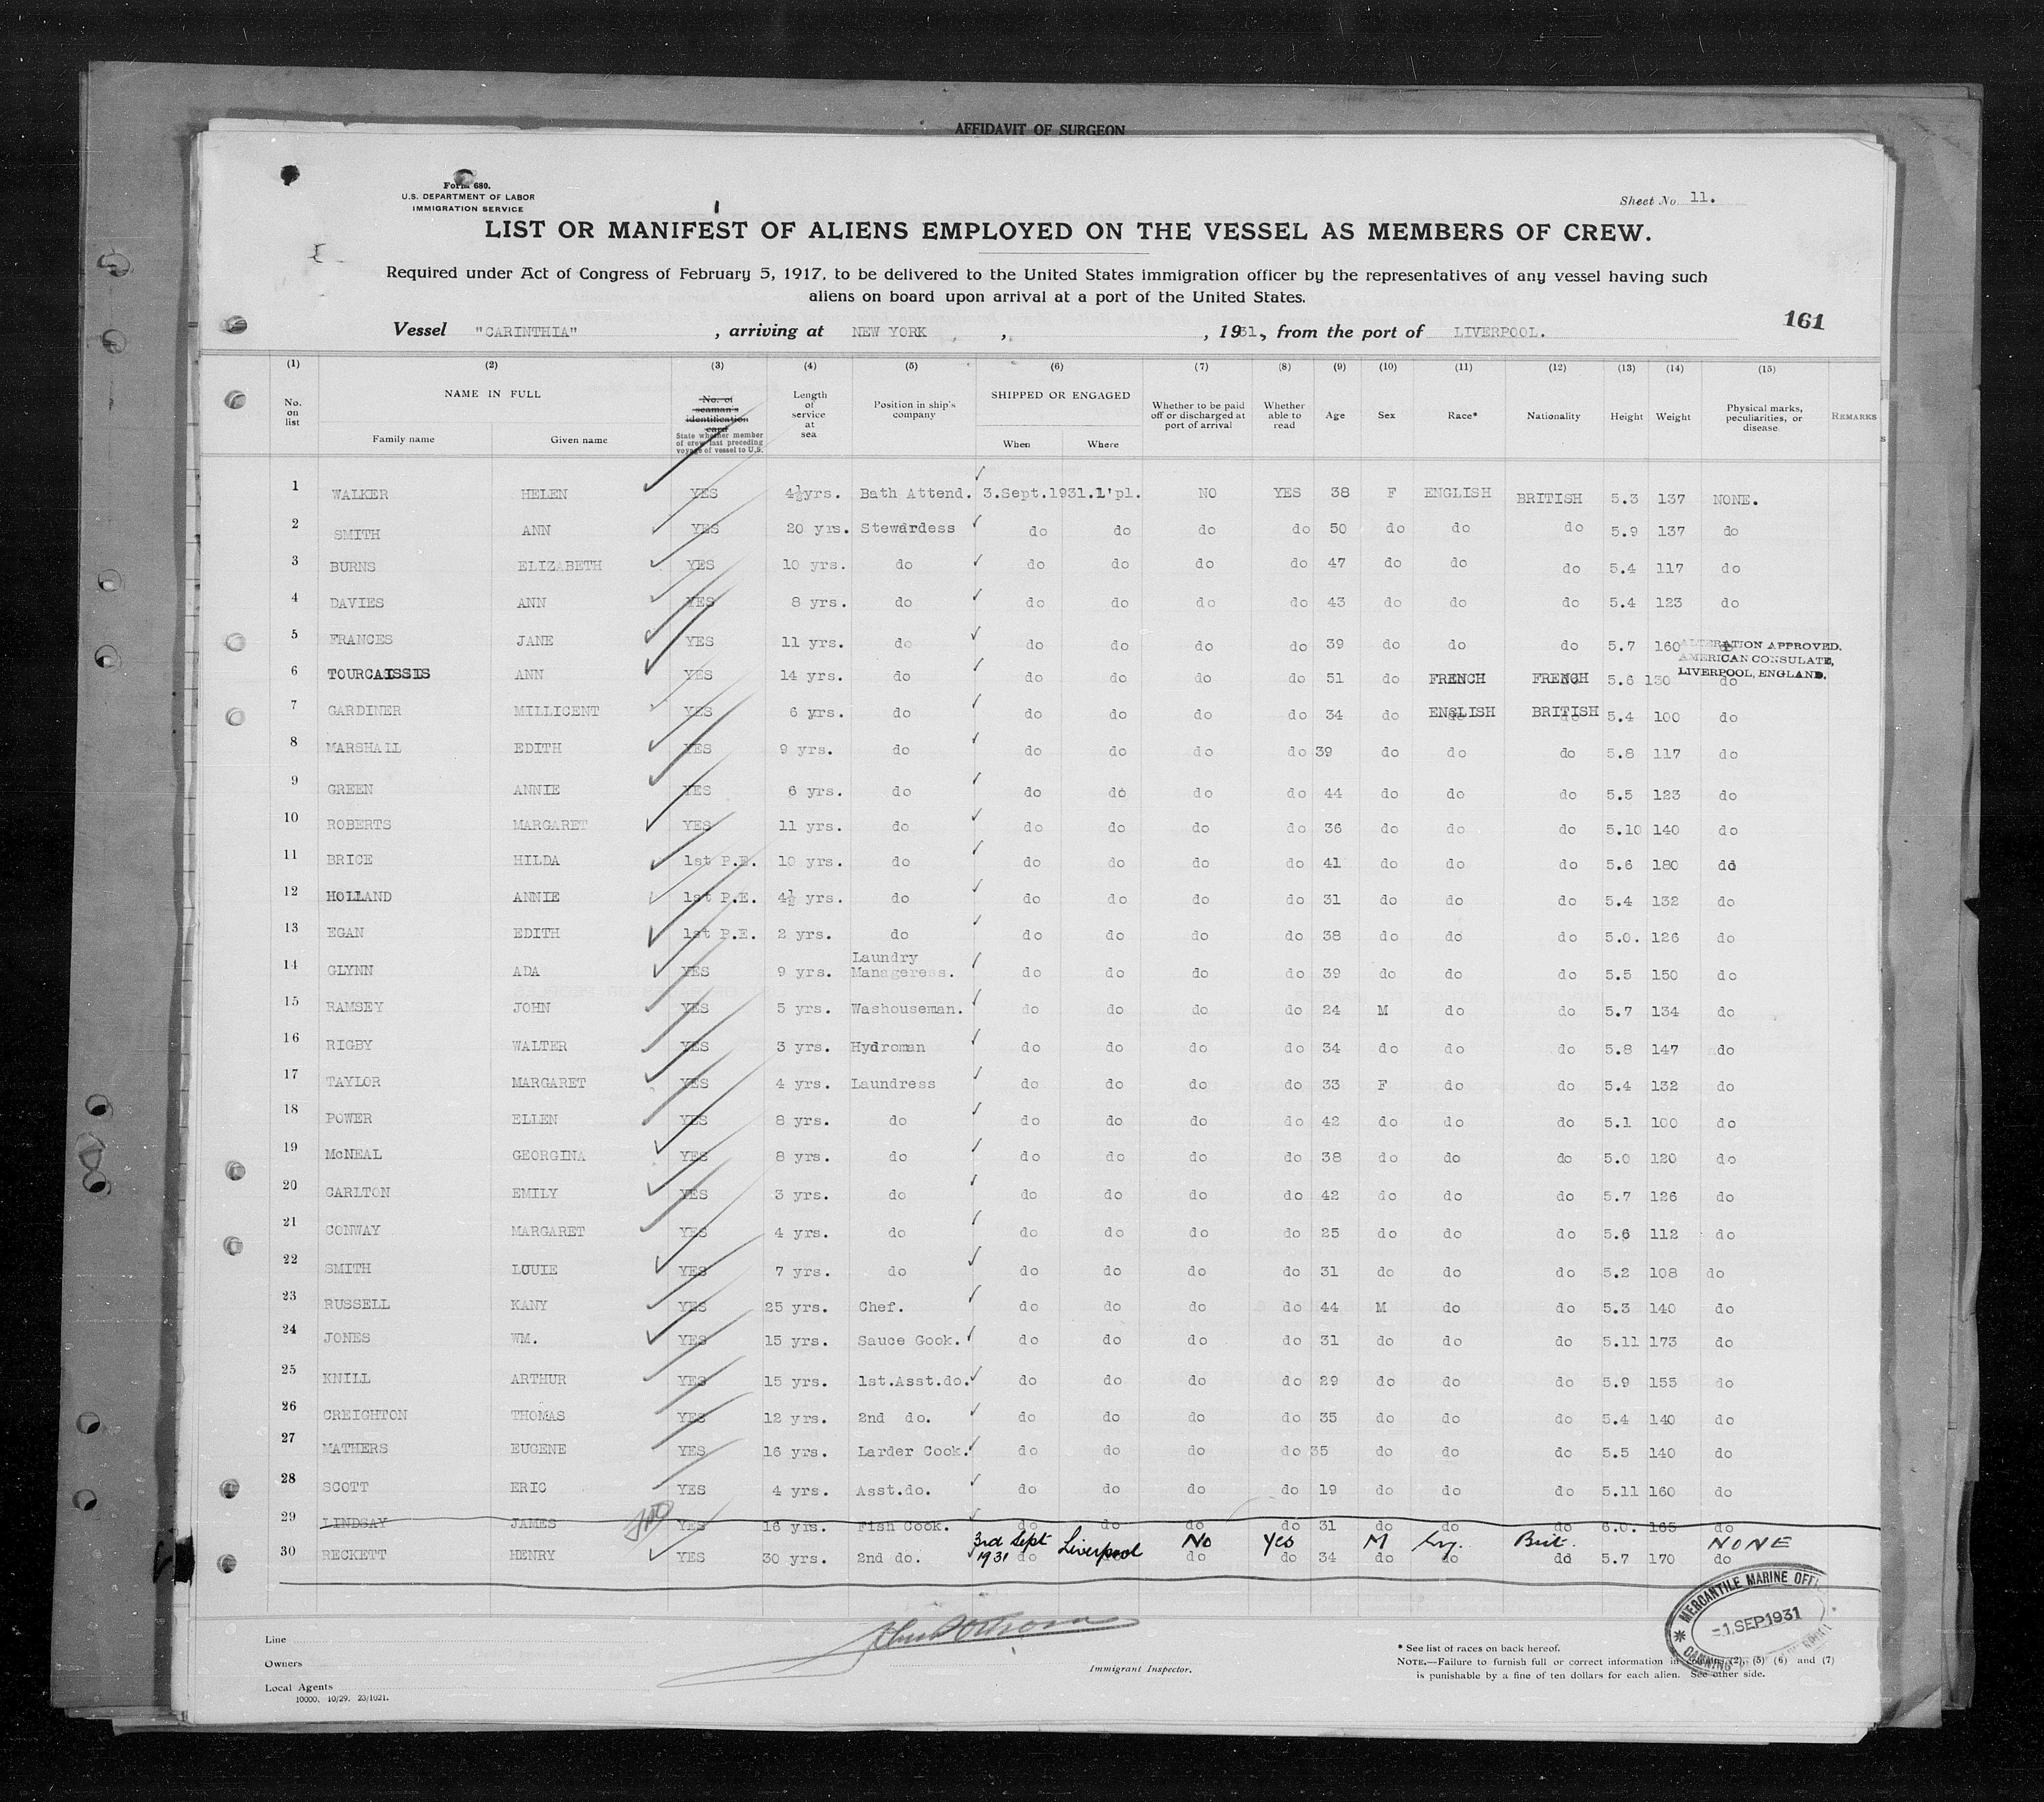 AFFIDAVIT OF SURGEON
Form 680.
U.S. DEPARTMENT OF LABOR
IMMIGRATION SERVICE
Sheet No. 11.
LIST OR MANIFEST OF ALIENS EMPLOYED ON THE VESSEL AS MEMBERS OF CREW.
Required under Act of Congress of February 5, 1917, to be delivered to the United States immigration officer by the representatives of any vessel having such
aliens on board upon arrival at a port of the United States.
161
Vessel "CARINTHIA" , arriving at NEW YORK , , 1931, from the port of LIVERPOOL.
(1) (2) (3) (4) (5) (6) (7) (8) (9) (10) (11) (12) (13) (14) (15)
No. on list NAME IN FULL Family name Given name No. of seaman's identification card State whether member of crew last preceding voyage of vessel to U.S. Length of service at sea Position in ship's company SHIPPED OR ENGAGED When Where Whether to be paid off or discharged at port of arrival Whether able to read Age Sex Race* Nationality Height Weight Physical marks, peculiarities, or disease REMARKS
1 WALKER HELEN YES 4½yrs. Bath Attend. 3.Sept.1931.L'pl. NO YES 38 F ENGLISH BRITISH 5.3 137 NONE.
2 SMITH ANN YES 20 yrs. Stewardess do do do do 50 do do do 5.9 137 do
3 BURNS ELIZABETH YES 10 yrs. do do do do do 47 do do do 5.4 117 do
4 DAVIES ANN YES 8 yrs. do do do do do 43 do do do 5.4 123 do
5 FRANCES JANE YES 11 yrs. do do do do do 39 do do do 5.7 160
ALTERATION APPROVED.
AMERICAN CONSULATE,
LIVERPOOL, ENGLAND.
6 TOURCAISSIS ANN YES 14 yrs. do do do do do 51 do FRENCH FRENCH 5.6 130 do
7 GARDINER MILLICENT YES 6 yrs. do do do do do 34 do ENGLISH BRITISH 5.4 100 do
8 MARSHALL EDITH YES 9 yrs. do do do do do 39 do do do 5.8 117 do
9 GREEN ANNIE YES 6 yrs. do do do do do 44 do do do 5.5 123 do
10 ROBERTS MARGARET YES 11 yrs. do do do do do 36 do do do 5.10 140 do
11 BRICE HILDA 1st P.E. 10 yrs. do do do do do 41 do do do 5.6 180 do
12 HOLLAND ANNIE 1st P.E. 4½ yrs. do do do do do 31 do do do 5.4 132 do
13 EGAN EDITH 1st P.E. 2 yrs. do do do do do 38 do do do 5.0. 126 do
14 GLYNN ADA YES 9 yrs. Laundry Manageress. do do do do 39 do do do 5.5 150 do
15 RAMSEY JOHN YES 5 yrs. Washouseman. do do do do 24 M do do 5.7 134 do
16 RIGBY WALTER YES 3 yrs. Hydroman do do do do 34 do do do 5.8 147 do
17 TAYLOR MARGARET YES 4 yrs. Laundress do do do do 33 F do do 5.4 132 do
18 POWER ELLEN YES 8 yrs. do do do do do 42 do do do 5.1 100 do
19 McNEAL GEORGINA YES 8 yrs. do do do do do 38 do do do 5.0 120 do
20 CARLTON EMILY YES 3 yrs. do do do do do 42 do do do 5.7 126 do
21 CONWAY MARGARET YES 4 yrs. do do do do do 25 do do do 5.6 112 do
22 SMITH LOUIE YES 7 yrs. do do do do do 31 do do do 5.2 108 do
23 RUSSELL KANY YES 25 yrs. Chef. do do do do 44 M do do 5.3 140 do
24 JONES WM. YES 15 yrs. Sauce Gook. do do do do 31 do do do 5.11 173 do
25 KNILL ARTHUR YES 15 yrs. 1st.Asst.do. do do do do 29 do do do 5.9 155 do
26 CREIGHTON THOMAS YES 12 yrs. 2nd do. do do do do 35 do do do 5.4 140 do
27 MATHERS EUGENE YES 16 yrs. Larder Cook. do do do do 35 do do do 5.5 140 do
28 SCOTT ERIC YES 4 yrs. Asst.do. do do do do 19 do do do 5.11 160 do
29 LINDSAY JAMES YES 16 yrs. Fish Cook. do do do do 31 do do do 6.0. 165 do
3rd Sept 1931 Liverpool No Yes M Brit. NONE
30 RECKETT HENRY YES 30 yrs. 2nd do. do do do 34 do do 5.7 170 do
MERCANTILE MARINE OFFI
1.SEP1931
CANNING
Line
Owners
Local Agents
10000. 10/29. 23/1021.
Immigrant Inspector.
* See list of races on back hereof.
NOTE.—Failure to furnish full or correct information in columns (2), (5) (6) and (7)
is punishable by a fine of ten dollars for each alien. See other side.